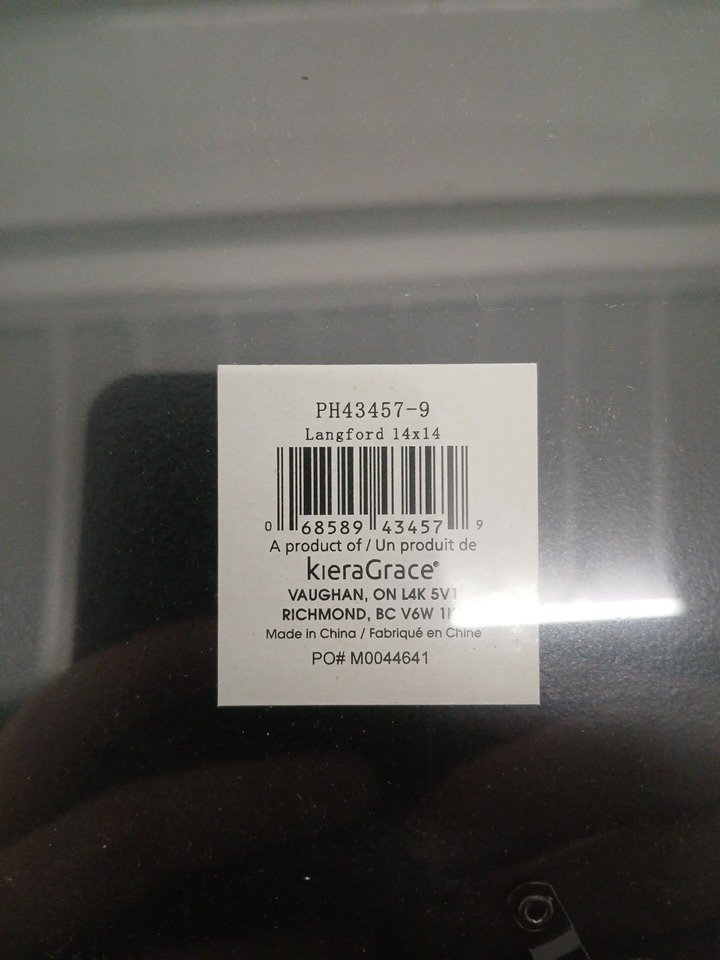 PH43457-9
Langford 14x14
0 68589 43457 9
A product of / Un produit de
kieraGrace®
VAUGHAN, ON L4K 5V1
RICHMOND, BC V6W
Made in China / Fabriqué en Chine
PO# M0044641